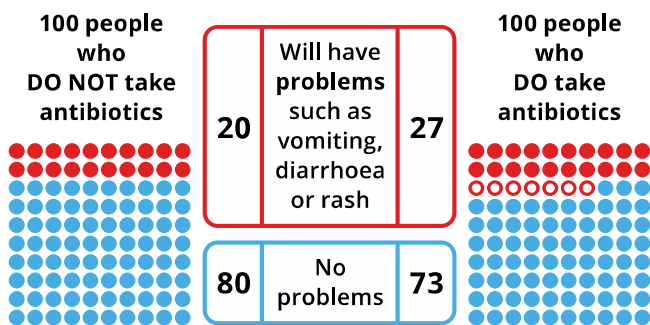 100 people
who
DO NOT take
antibiotics
20
Will have
problems
such as
vomiting,
diarrhoea
or rash
27
80
No
problems
73
100 people
who
DO take
antibiotics